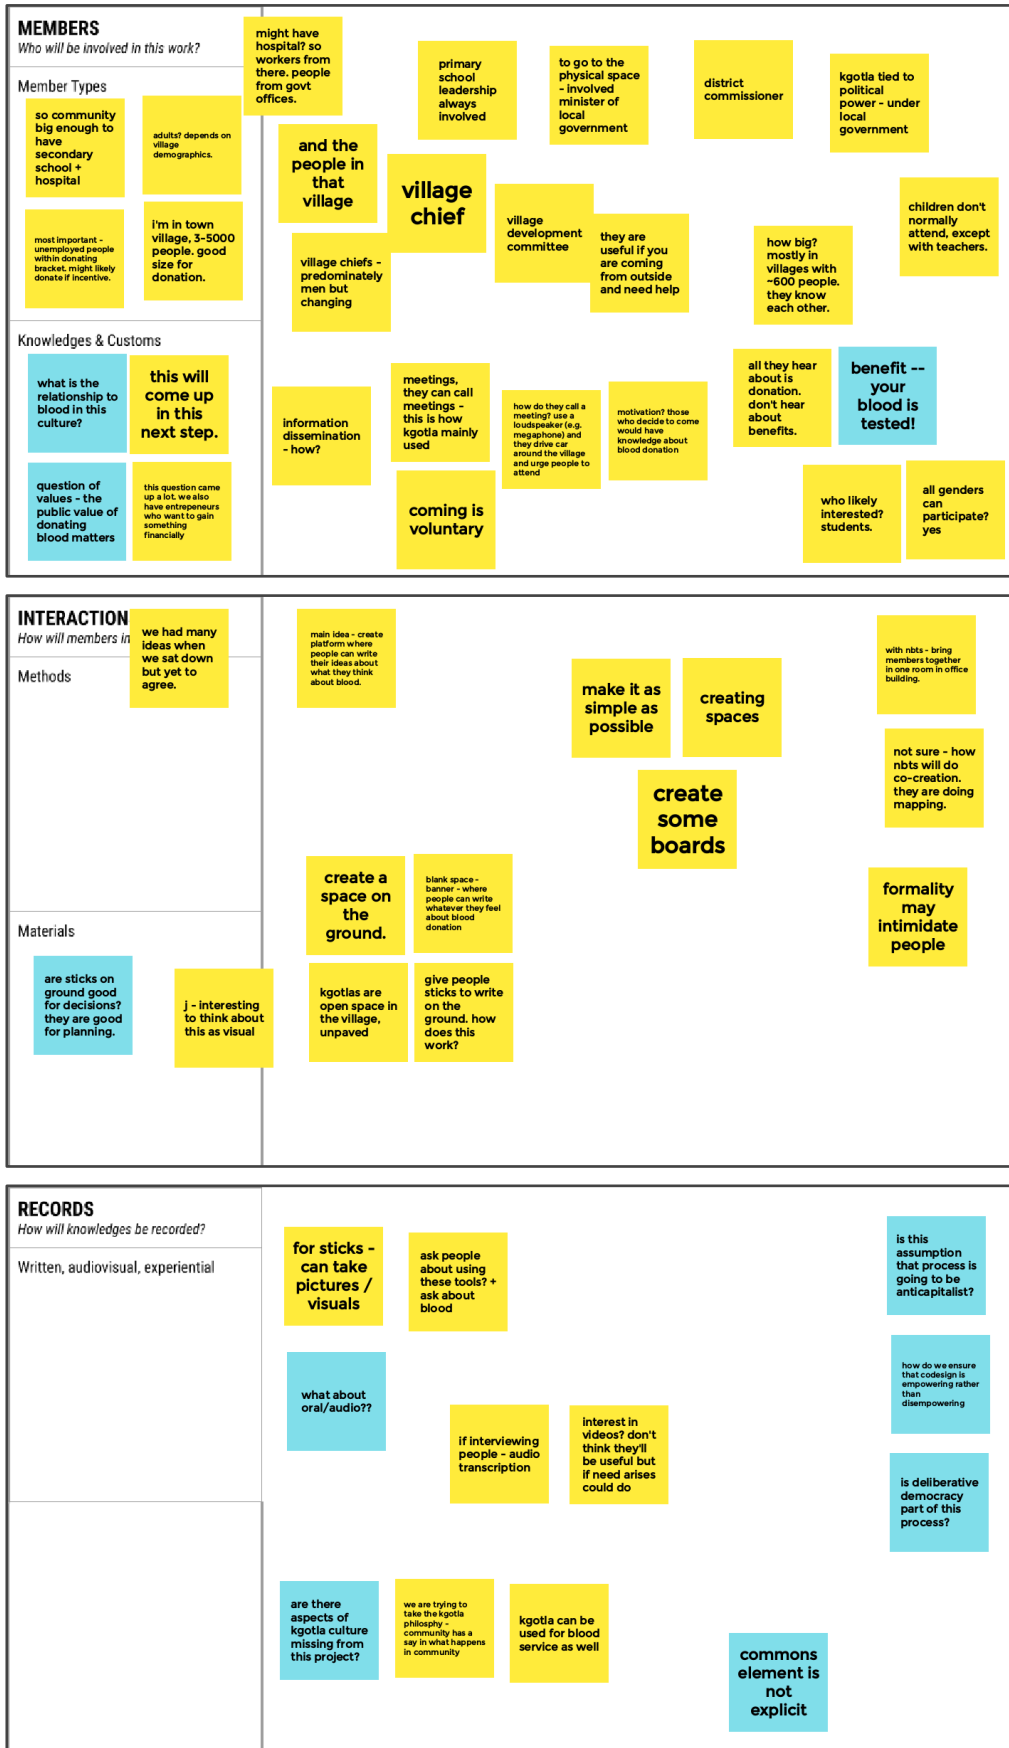 MEMBERS
Who will be involved in this work?
Member Types
so community
big enough to
have
secondary
school +
hospital
adults? depends on
village
demographics.
most important -
unemployed people
within donating
bracket. might likely
donate if incentive.
i'm in town
village, 3-5000
people. good
size for
donation.
might have
hospital? so
workers from
there. people
from govt
offices.
and the
people in
that
village
village chiefs -
predominately
men but
changing
village
chief
primary
school
leadership
always
involved
to go to the
physical space
- involved
minister of
local
government
district
commissioner
kgotla tied to
political
power - under
local
government
village
development
committee
they are
useful if you
are coming
from outside
and need help
how big?
mostly in
villages with
~600 people.
they know
each other.
children don't
normally
attend, except
with teachers.
Knowledges & Customs
what is the
relationship to
blood in this
culture?
this will
come up
in this
next step.
question of
values - the
public value of
donating
blood matters
this question came
up a lot. we also
have entrepeneurs
who want to gain
something
financially
information
dissemination
- how?
meetings,
they can call
meetings -
this is how
kgotla mainly
used
coming is
voluntary
how do they call a
meeting? use a
loudspeaker (e.g.
megaphone) and
they drive car
around the village
and urge people to
attend
motivation? those
who decide to come
would have
knowledge about
blood donation
all they hear
about is
donation.
don't hear
about
benefits.
benefit --
your
blood is
tested!
who likely
interested?
students.
all genders
can
participate?
yes
INTERACTION
How will members in
we had many
ideas when
we sat down
but yet to
agree.
Methods
main idea - create
platform where
people can write
their ideas about
what they think
about blood.
make it as
simple as
possible
creating
spaces
create
some
boards
with nbts - bring
members together
in one room in office
building.
not sure - how
nbts will do
co-creation.
they are doing
mapping.
formality
may
intimidate
people
create a
space on
the
ground.
blank space -
banner - where
people can write
whatever they feel
about blood
donation
Materials
are sticks on
ground good
for decisions?
they are good
for planning.
j - interesting
to think about
this as visual
kgotlas are
open space in
the village,
unpaved
give people
sticks to write
on the
ground. how
does this
work?
RECORDS
How will knowledges be recorded?
Written, audiovisual, experiential
for sticks -
can take
pictures /
visuals
ask people
about using
these tools? +
ask about
blood
what about
oral/audio??
if interviewing
people - audio
transcription
interest in
videos? don't
think they'll
be useful but
if need arises
could do
is this
assumption
that process is
going to be
anticapitalist?
how do we ensure
that codesign is
empowering rather
than
disempowering
is deliberative
democracy
part of this
process?
are there
aspects of
kgotla culture
missing from
this project?
we are trying to
take the kgotla
philosphy -
community has a
say in what happens
in community
kgotla can be
used for blood
service as well
commons
element is
not
explicit